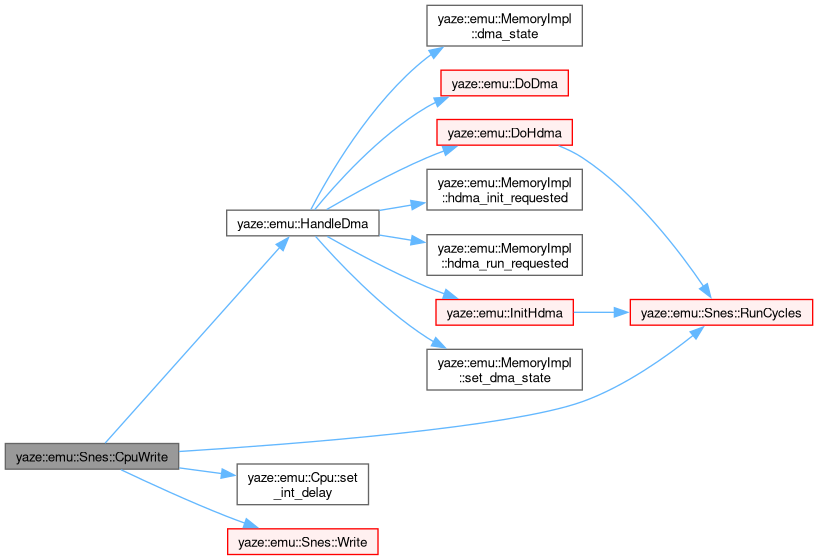 yaze::emu::MemoryImpl
::dma_state
yaze::emu::DoDma
yaze::emu::DoHdma
yaze::emu::MemoryImpl
::hdma_init_requested
yaze::emu::HandleDma
yaze::emu::MemoryImpl
::hdma_run_requested
yaze::emu::InitHdma
yaze::emu::Snes::RunCycles
yaze::emu::MemoryImpl
::set_dma_state
yaze::emu::Snes::CpuWrite
yaze::emu::Cpu::set
_int_delay
yaze::emu::Snes::Write